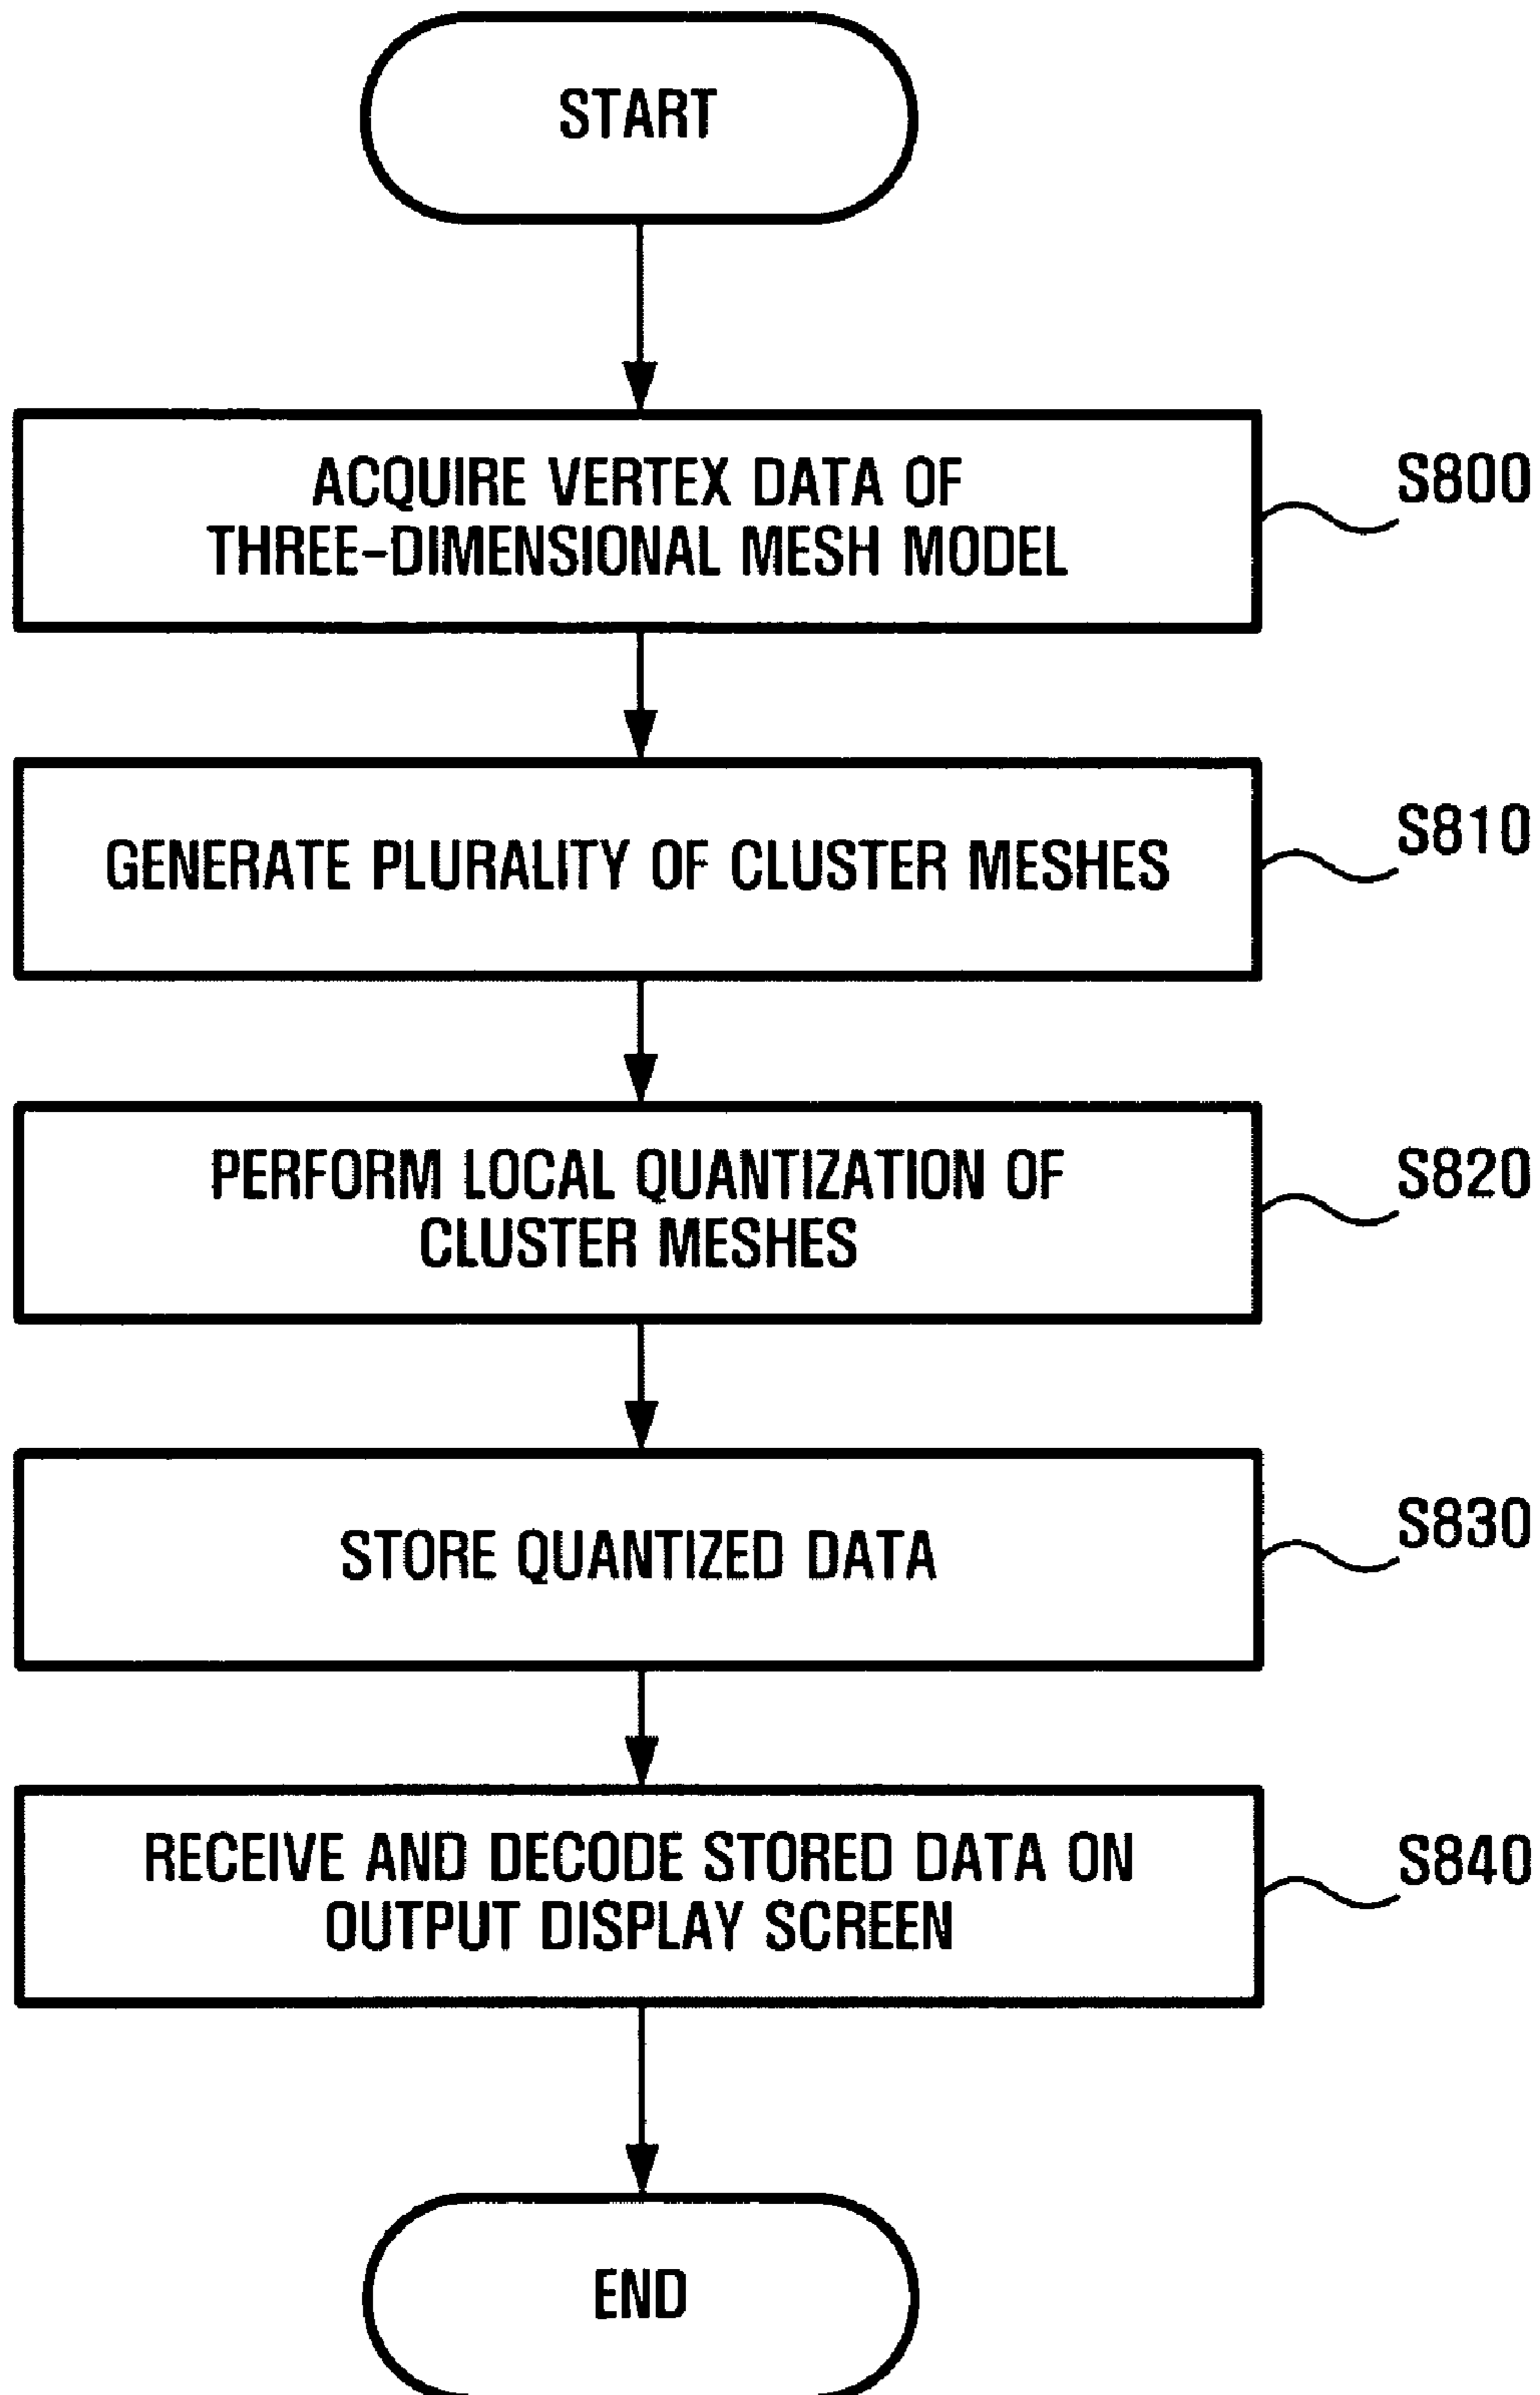 START
ACQUIRE VERTEX DATA OF
THREE-DIMENSIONAL MESH MODEL
S800
GENERATE PLURALITY OF CLUSTER MESHES
S810
PERFORM LOCAL QUANTIZATION OF
CLUSTER MESHES
S820
STORE QUANTIZED DATA
S830
RECEIVE AND DECODE STORED DATA ON
OUTPUT DISPLAY SCREEN
S840
END